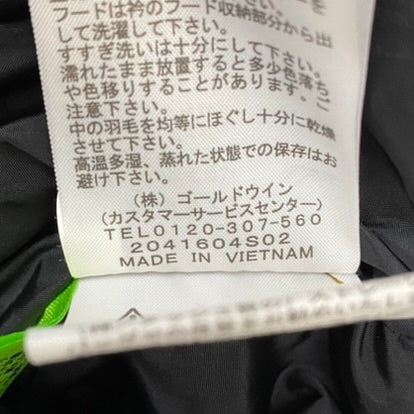 フードは衿のフード収納部分から出
して洗濯して下さい。
すすぎ洗いは十分にして下さい。
濡れたまま放置すると多少色落ち
や色移りすることがあります。ご
注意下さい。
中の羽毛を均等にほぐし十分に乾燥
させて下さい。
高温多湿、蒸れた状態での保存はお
避け下さい。
(株)ゴールドウイン
(カスタマーサービスセンター)
TEL0120-307-560
2041604S02
MADE IN VIETNAM